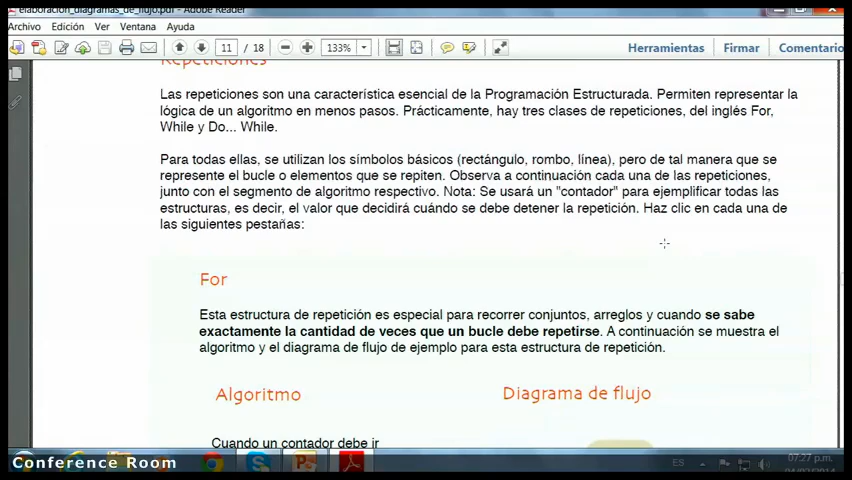 elaboración_diagramas_de_flujo.pdf - Adobe Reader
Archivo Edición Ver Ventana Ayuda
11 / 18 133% Herramientas Firmar Comentario
Repeticiones
Las repeticiones son una característica esencial de la Programación Estructurada. Permiten representar la
lógica de un algoritmo en menos pasos. Prácticamente, hay tres clases de repeticiones, del inglés For,
While y Do... While.
Para todas ellas, se utilizan los símbolos básicos (rectángulo, rombo, línea), pero de tal manera que se
represente el bucle o elementos que se repiten. Observa a continuación cada una de las repeticiones,
junto con el segmento de algoritmo respectivo. Nota: Se usará un "contador" para ejemplificar todas las
estructuras, es decir, el valor que decidirá cuándo se debe detener la repetición. Haz clic en cada una de
las siguientes pestañas:
For
Esta estructura de repetición es especial para recorrer conjuntos, arreglos y cuando se sabe
exactamente la cantidad de veces que un bucle debe repetirse. A continuación se muestra el
algoritmo y el diagrama de flujo de ejemplo para esta estructura de repetición.
Algoritmo Diagrama de flujo
Cuando un contador debe ir
Conference Room ES 07:27 p.m.